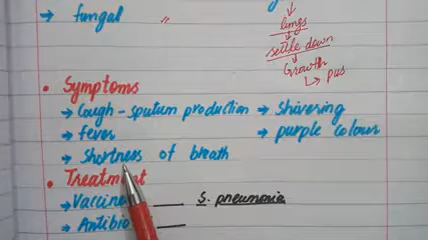 → fungal "
↓
lungs
↓
settle down
↓
Growth
↳ pus
• Symptoms
→ Cough - sputum production → Shivering
→ fever → purple colour
→ Shortness of breath
• Treatment
→ Vaccine — S. pneumonia
→ Antibio —